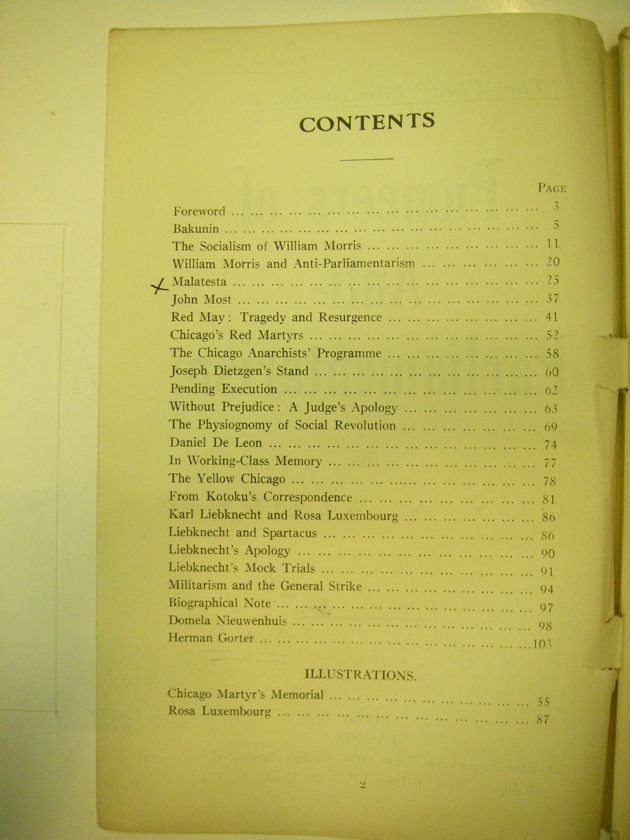 CONTENTS
PAGE
Foreword ... ... ... ... ... ... ... ... ... ... ... ... ... ... ... ... 3
Bakunin ... ... ... ... ... ... ... ... ... ... ... ... ... ... ... ... 5
The Socialism of William Morris ... ... ... ... ... ... ... ... ... 11
William Morris and Anti-Parliamentarism ... ... ... ... ... ... 20
Malatesta ... ... ... ... ... ... ... ... ... ... ... ... ... ... ... ... 25
John Most ... ... ... ... ... ... ... ... ... ... ... ... ... ... ... 37
Red May: Tragedy and Resurgence ... ... ... ... ... ... ... ... 41
Chicago's Red Martyrs ... ... ... ... ... ... ... ... ... ... ... 52
The Chicago Anarchists' Programme ... ... ... ... ... ... ... ... 58
Joseph Dietzgen's Stand ... ... ... ... ... ... ... ... ... ... ... 60
Pending Execution ... ... ... ... ... ... ... ... ... ... ... ... ... 62
Without Prejudice: A Judge's Apology ... ... ... ... ... ... ... 63
The Physiognomy of Social Revolution ... ... ... ... ... ... ... 69
Daniel De Leon ... ... ... ... ... ... ... ... ... ... ... ... ... 74
In Working-Class Memory ... ... ... ... ... ... ... ... ... ... 77
The Yellow Chicago ... ... ... ... ...... ... ... ... ... ... ... 78
From Kotoku's Correspondence ... ... ... ... ... ... ... ... ... 81
Karl Liebknecht and Rosa Luxembourg ... ... ... ... ... ... ... 86
Liebknecht and Spartacus ... ... ... ... ... ... ... ... ... ... ... 86
Liebknecht's Apology ... ... ... ... ... ... ... ... ... ... ... ... 90
Liebknecht's Mock Trials ... ... ... ... ... ... ... ... ... ... ... 91
Militarism and the General Strike ... ... ... ... ... ... ... ... ... 94
Biographical Note ... ... ... ... ... ... ... ... ... ... ... ... ... 97
Domela Nieuwenhuis ... ... ... ... ... ... ... ... ... ... ... ... 98
Herman Gorter ... ... ... ... ... ... ... ... ... ... ... ... ... ...103
ILLUSTRATIONS.
Chicago Martyr's Memorial ... ... ... ... ... ... ... ... ... ... 55
Rosa Luxembourg ... ... ... ... ... ... ... ... ... ... ... ... ... 87
2